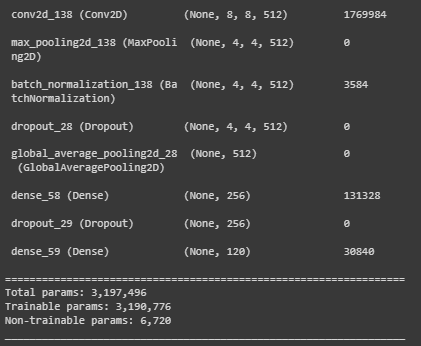 conv2d_138 (Conv2D) (None, 8, 8, 512) 1769984
max_pooling2d_138 (MaxPooli (None, 4, 4, 512) 0
ng2D)
batch_normalization_138 (Ba (None, 4, 4, 512) 3584
tchNormalization)
dropout_28 (Dropout) (None, 4, 4, 512) 0
global_average_pooling2d_28 (None, 512) 0
(GlobalAveragePooling2D)
dense_58 (Dense) (None, 256) 131328
dropout_29 (Dropout) (None, 256) 0
dense_59 (Dense) (None, 120) 30840
=================================================================
Total params: 3,197,496
Trainable params: 3,190,776
Non-trainable params: 6,720
_________________________________________________________________